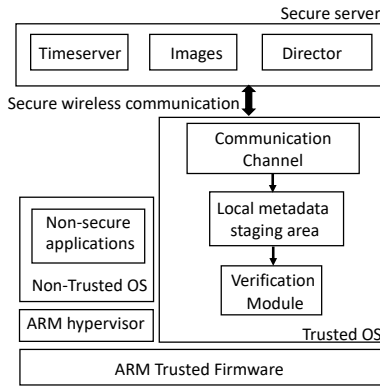 Secure server
Timeserver
Images
Director
Secure wireless communication
Communication
Channel
Local metadata
staging area
Verification
Module
Trusted OS
Non-secure
applications
Non-Trusted OS
ARM hypervisor
ARM Trusted Firmware